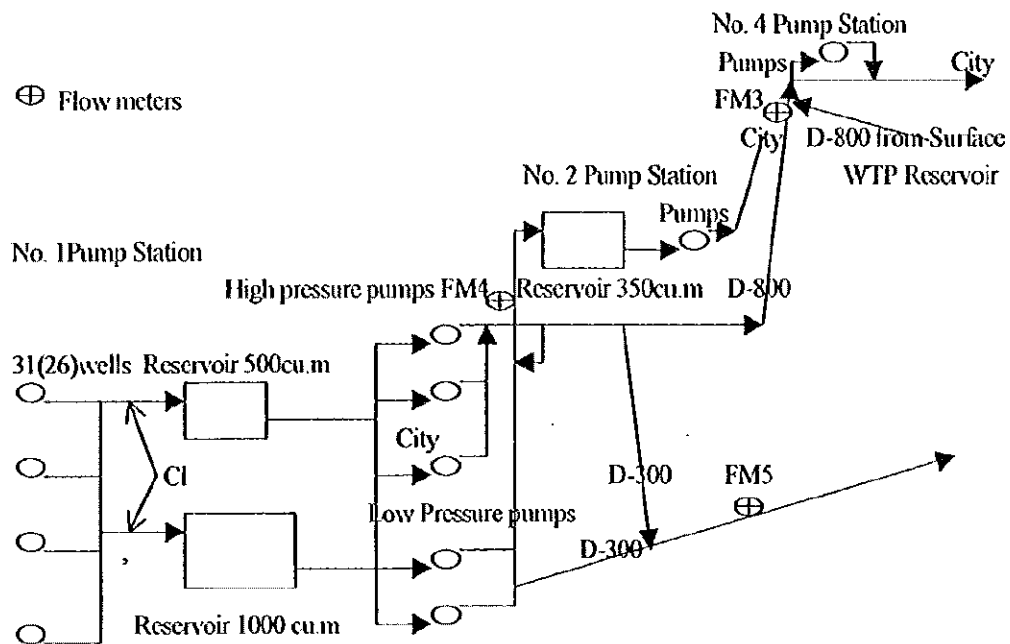 No. 4 Pump Station
Pumps
City
Flow meters
FM3
City
D-800 from Surface
WTP Reservoir
No. 2 Pump Station
Pumps
No. 1Pump Station
High pressure pumps FM4
Reservoir 350cu.m
D-800
31(26)wells
Reservoir 500cu.m
City
Cl
D-300
FM5
Low Pressure pumps
D-300
Reservoir 1000 cu.m